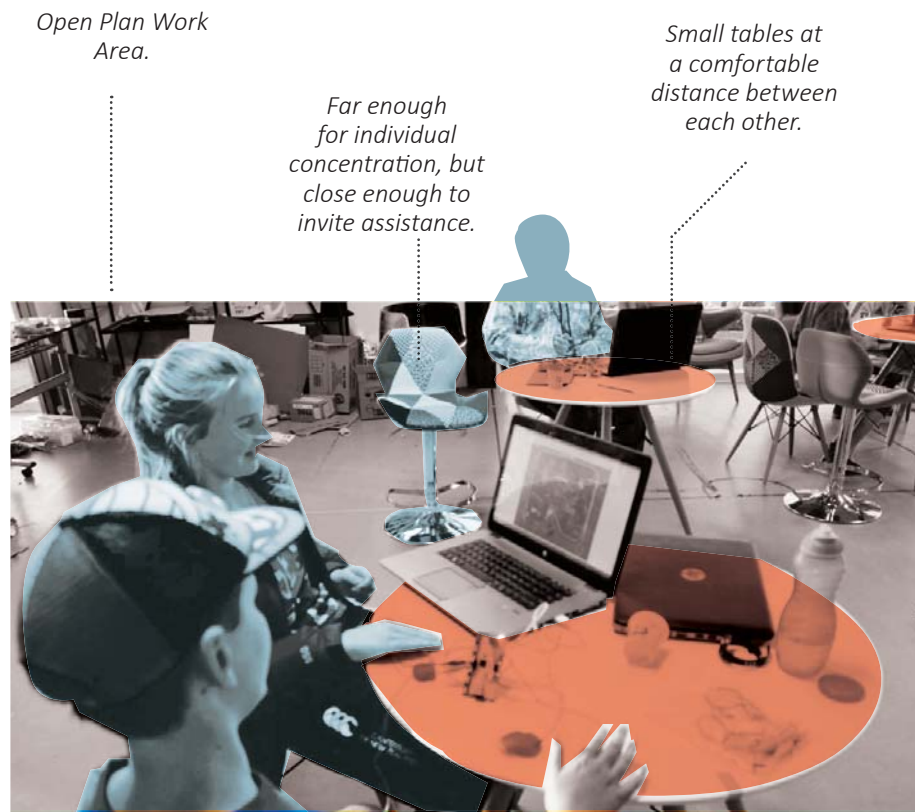 Open Plan Work
Area.
Far enough
for individual
concentration, but
close enough to
invite assistance.
Small tables at
a comfortable
distance between
each other.